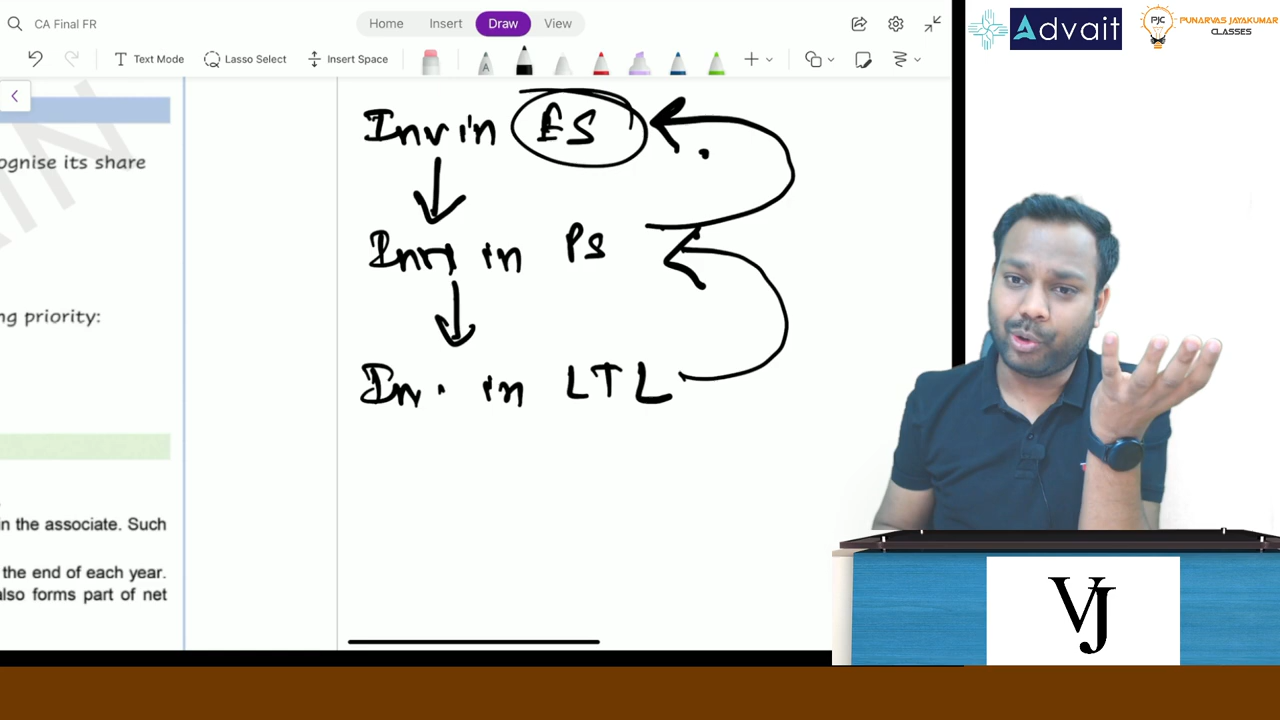 CA Final FR
Home Insert Draw View
Advait
PJC
PUNARVAS JAYAKUMAR
CLASSES
A Text Mode Lasso Select Insert Space
ognise its share
ng priority:
in the associate. Such
the end of each year.
also forms part of net
Inv in ES
Inv in PS
Inv. in LTL
VJ